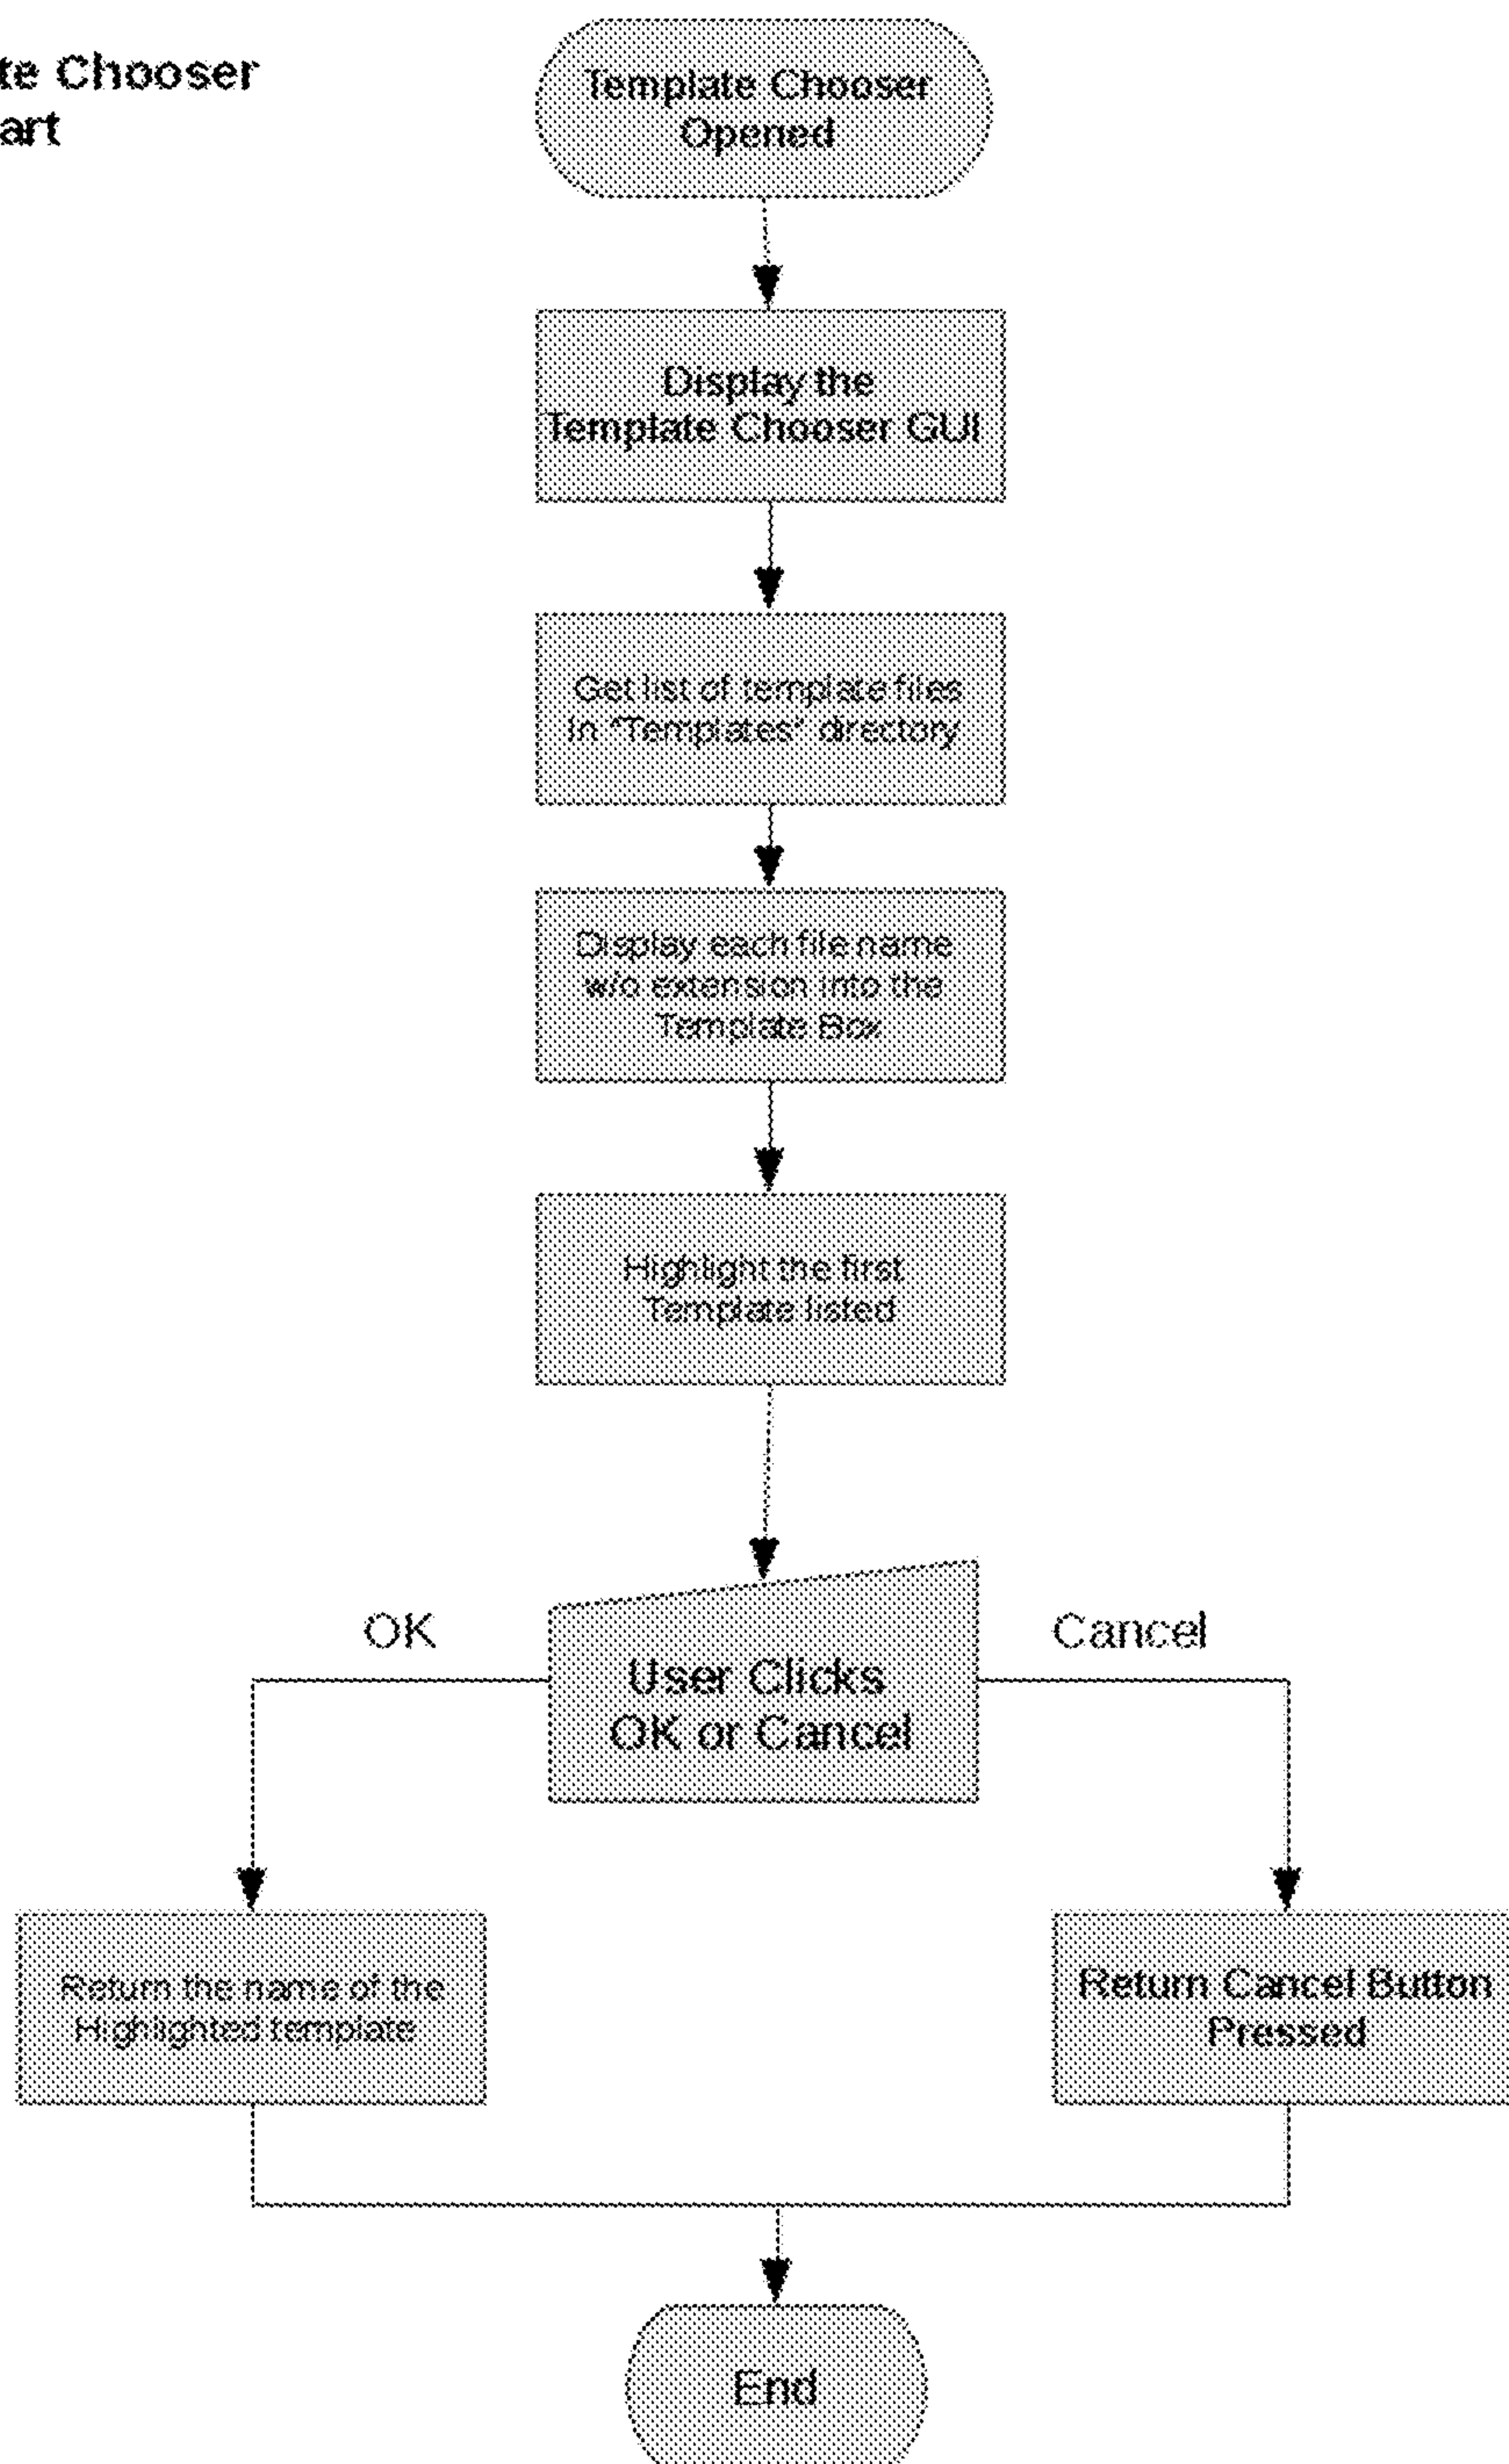 te Chooser
art
Template Chooser
Opened
Display the
Template Chooser GUI
Get list of template files
In "Templates" directory
Display each file name
w/o extension into the
Template Box
Highlight the first
Template listed
OK
Cancel
User Clicks
OK or Cancel
Return the name of the
Highlighted template
Return Cancel Button
Pressed
End